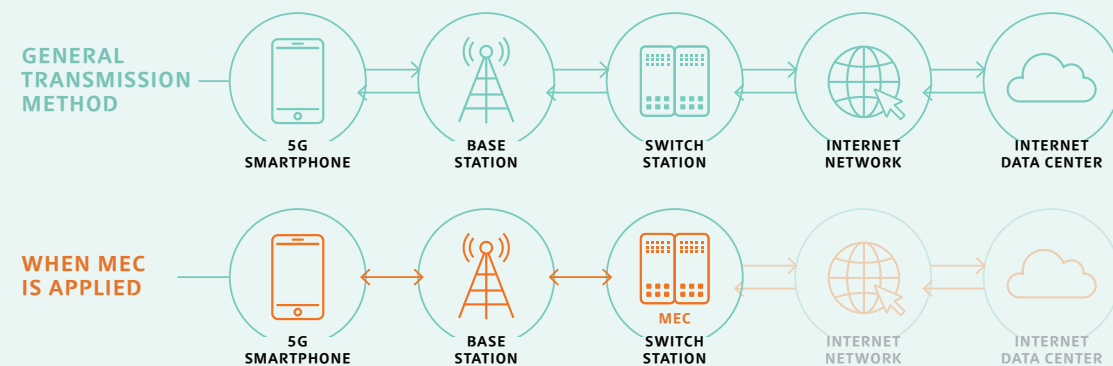 GENERAL
TRANSMISSION
METHOD
5G
SMARTPHONE
BASE
STATION
SWITCH
STATION
INTERNET
NETWORK
INTERNET
DATA CENTER
WHEN MEC
IS APPLIED
MEC
5G
SMARTPHONE
BASE
STATION
SWITCH
STATION
INTERNET
NETWORK
INTERNET
DATA CENTER